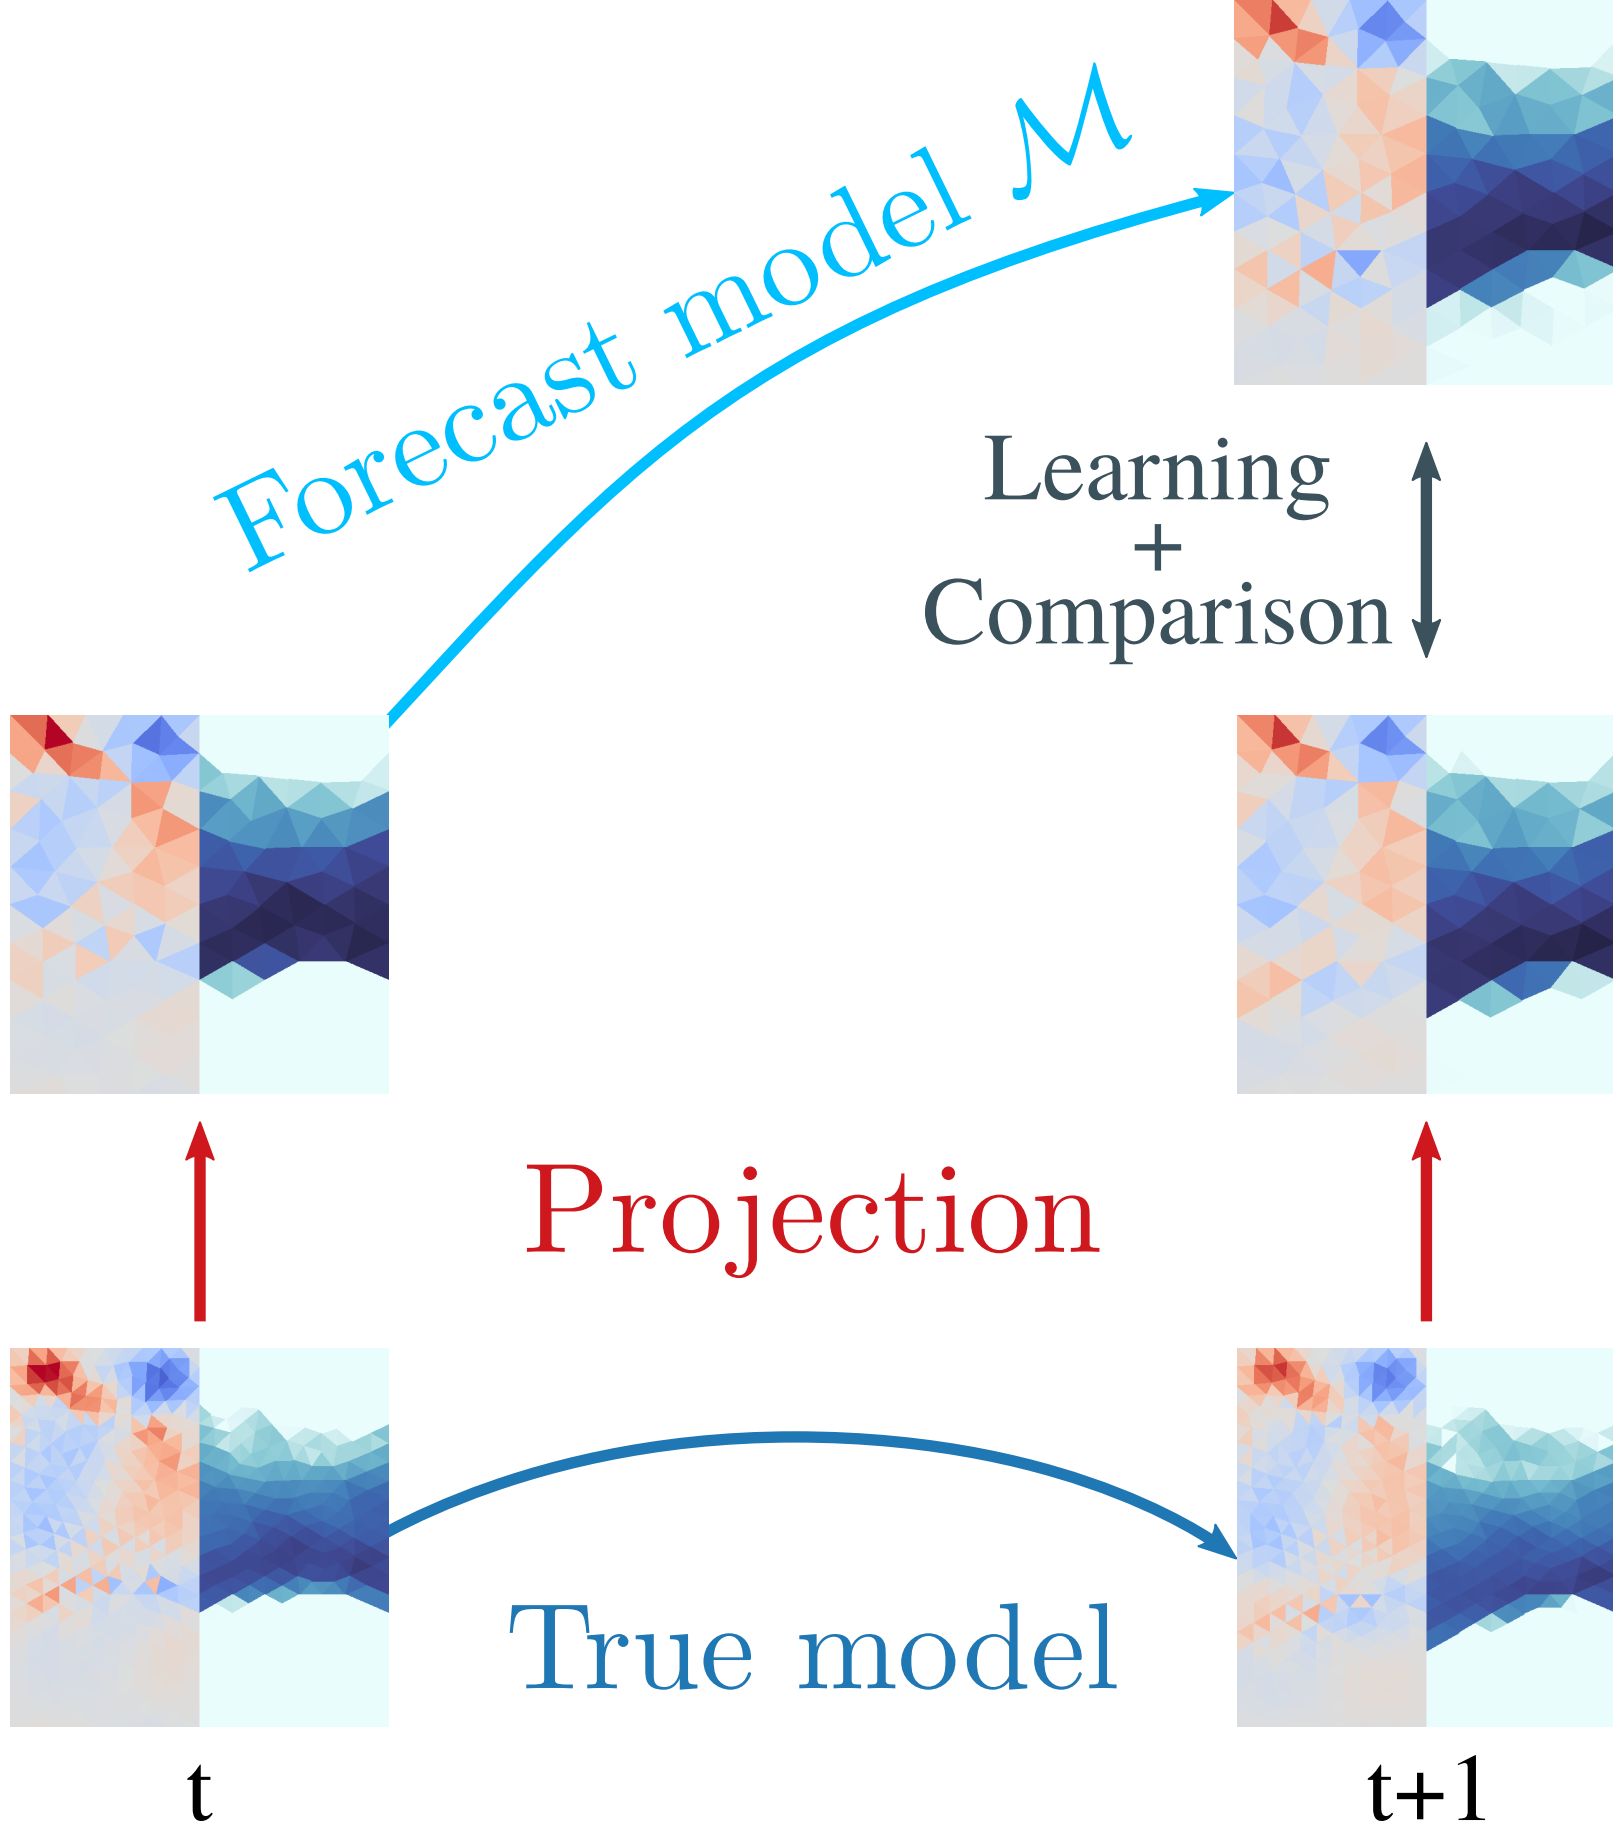 Forecast model ℳ
Learning
+
Comparison
Projection
True model
t
t+1